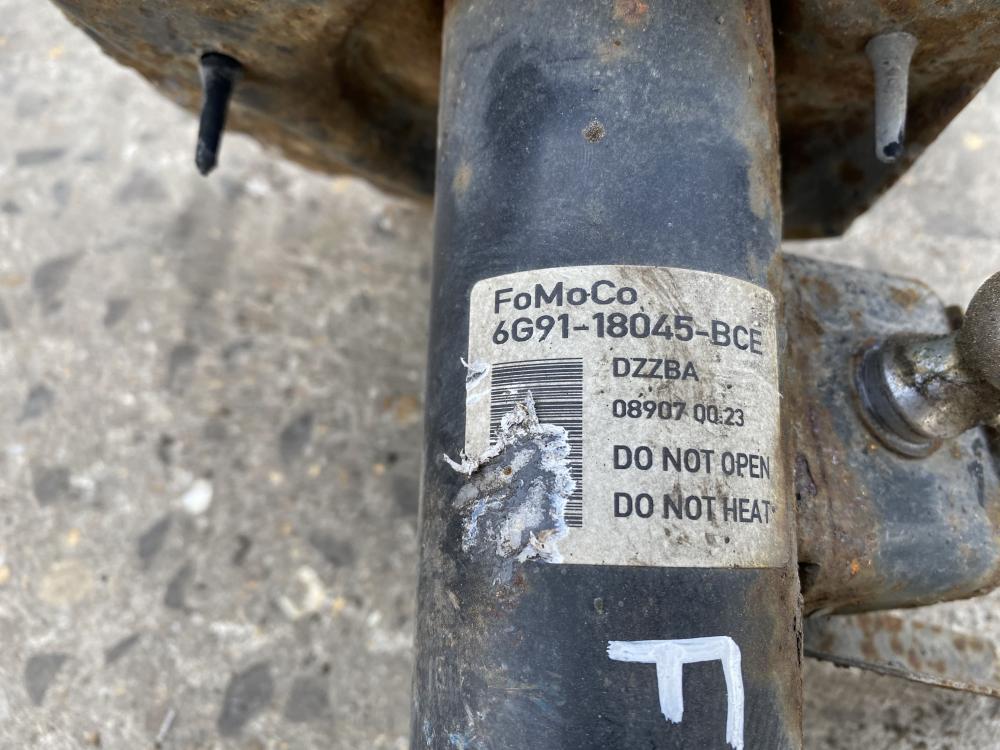 FoMoCo
6G91-18045-BCE
DZZBA
08907 00:23
DO NOT OPEN
DO NOT HEAT
F